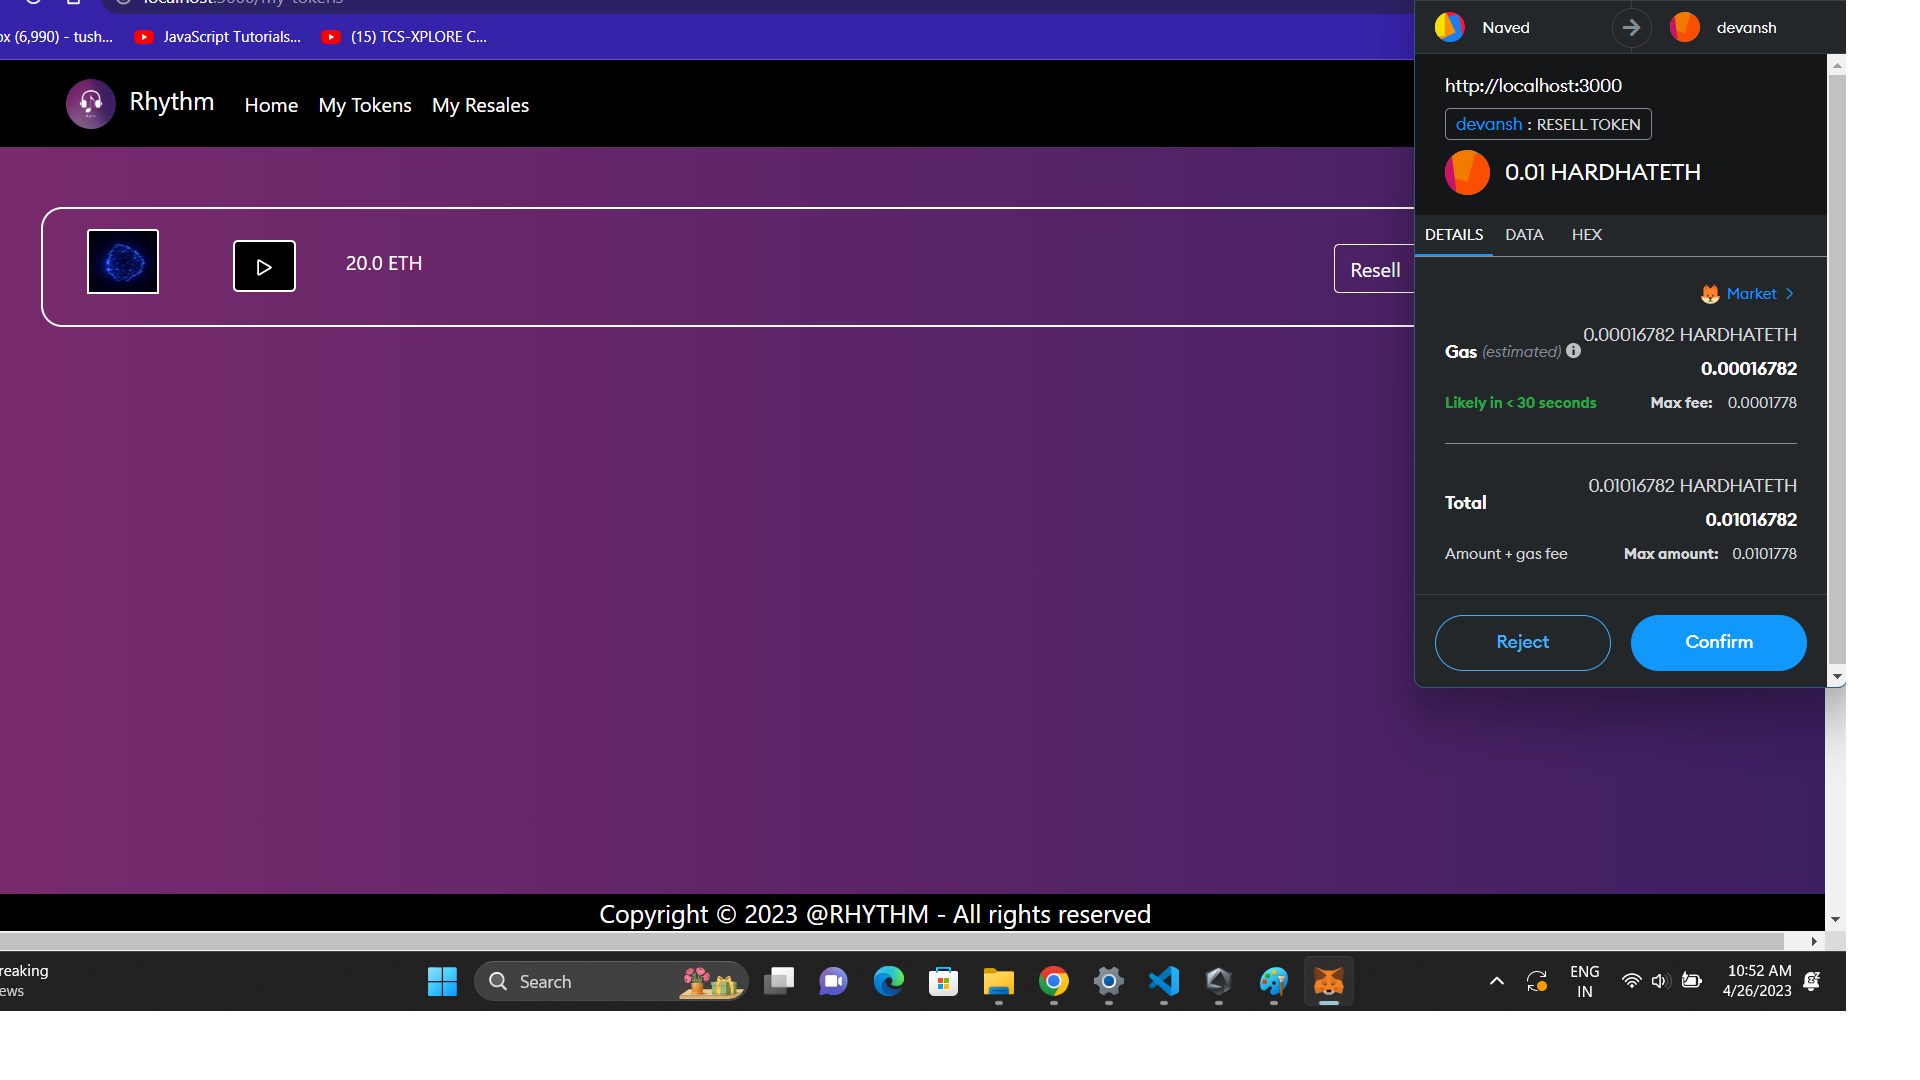 ox (6,990) - tush... JavaScript Tutorials... (15) TCS-XPLORE C...
Rhythm Home My Tokens My Resales
20.0 ETH
Resell
Naved devansh
http://localhost:3000
devansh : RESELL TOKEN
0.01 HARDHATETH
DETAILS DATA HEX
Market
0.00016782 HARDHATETH
Gas (estimated)
0.00016782
Likely in < 30 seconds Max fee: 0.0001778
0.01016782 HARDHATETH
Total
0.01016782
Amount + gas fee Max amount: 0.0101778
Reject Confirm
Copyright © 2023 @RHYTHM - All rights reserved
reaking
ews
Search
ENG
IN
10:52 AM
4/26/2023